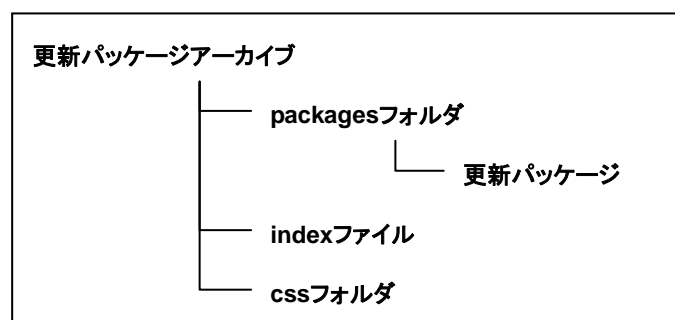 更新パッケージアーカイブ
packagesフォルダ
更新パッケージ
indexファイル
cssフォルダ